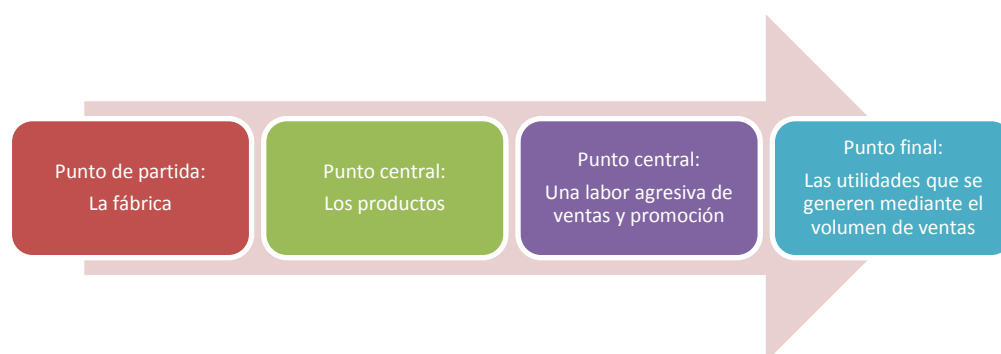 Punto de partida:
La fábrica
Punto central:
Los productos
Punto central:
Una labor agresiva de
ventas y promoción
Punto final:
Las utilidades que se
generen mediante el
volumen de ventas